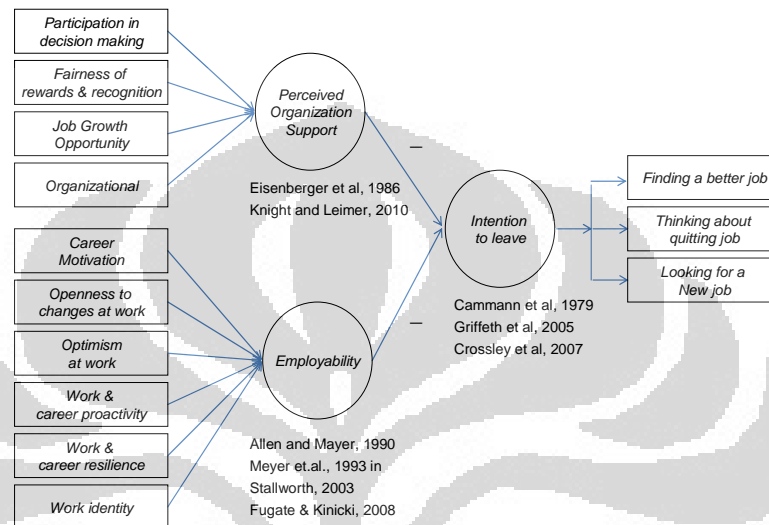 Participation in
decision making
Fairness of
rewards & recognition
Job Growth
Opportunity
Organizational
Perceived
Organization
Support
Eisenberger et al, 1986
Knight and Leimer, 2010
Career
Motivation
Openness to
changes at work
Optimism
at work
Work &
career proactivity
Work &
career resilience
Work identity
Employability
Allen and Mayer, 1990
Meyer et.al., 1993 in
Stallworth, 2003
Fugate & Kinicki, 2008
–
–
Intention
to leave
Cammann et al, 1979
Griffeth et al, 2005
Crossley et al, 2007
Finding a better job
Thinking about
quitting job
Looking for a
New job